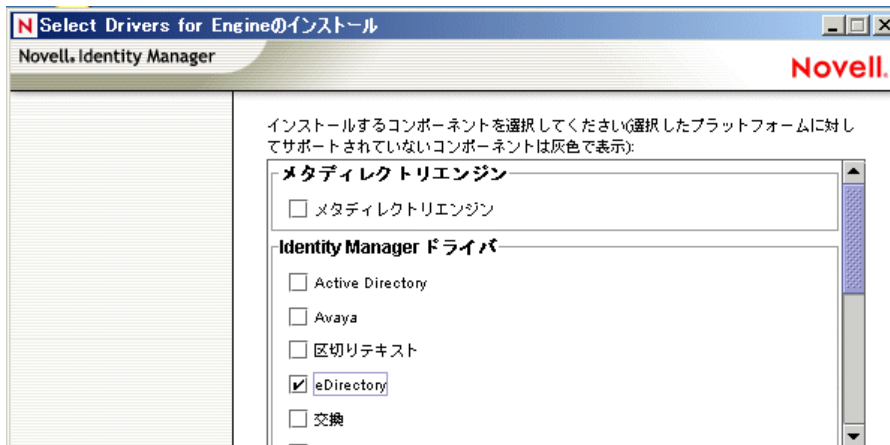 Select Drivers for Engineのインストール
Novell. Identity Manager
Novell.
インストールするコンポーネントを選択してください(選択したプラットフォームに対し
てサポートされていないコンポーネントは灰色で表示):
メタディレクトリエンジン
メタディレクトリエンジン
Identity Manager ドライバ
Active Directory
Avaya
区切りテキスト
eDirectory
交換